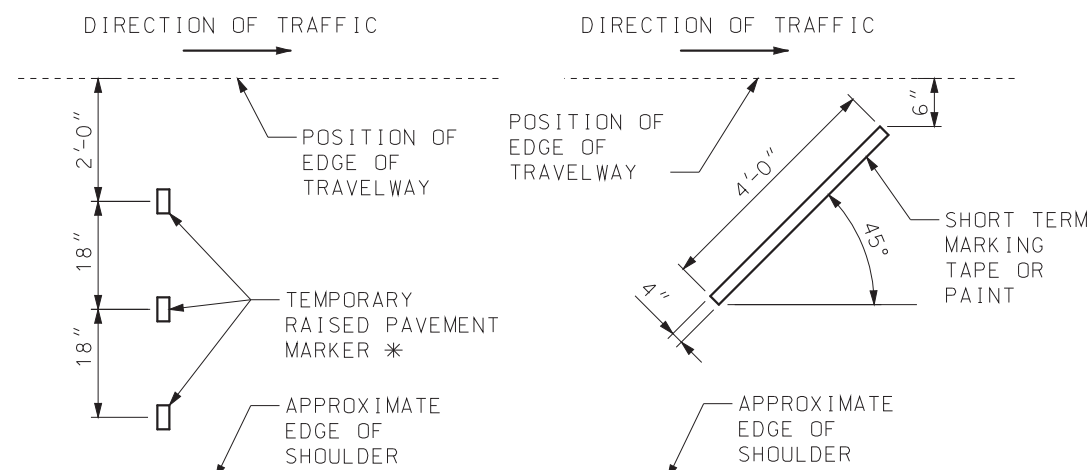 DIRECTION OF TRAFFIC
2'-0"
18"
18"
POSITION OF
EDGE OF
TRAVELWAY
TEMPORARY
RAISED PAVEMENT
MARKER *
APPROXIMATE
EDGE OF
SHOULDER
DIRECTION OF TRAFFIC
POSITION OF
EDGE OF
TRAVELWAY
6"
4'-0"
45°
4"
SHORT TERM
MARKING
TAPE OR
PAINT
APPROXIMATE
EDGE OF
SHOULDER